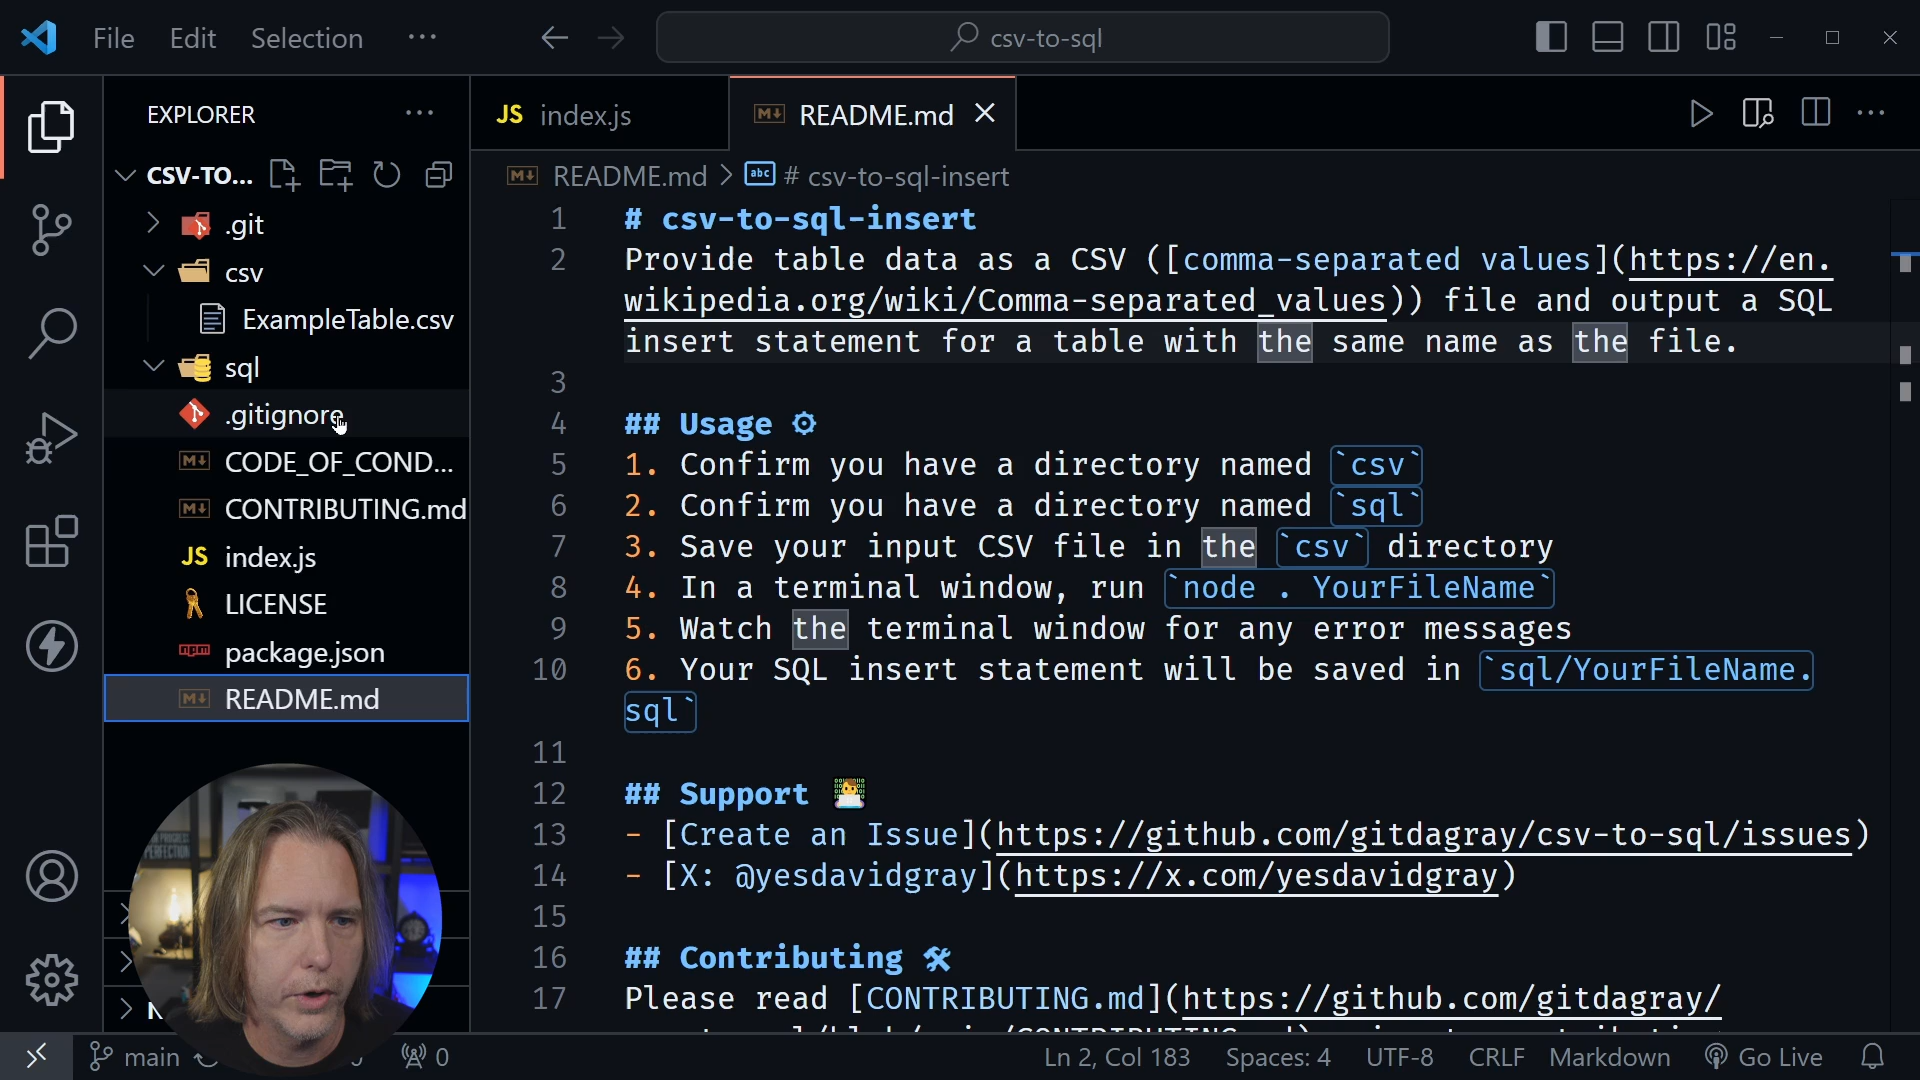 File Edit Selection ···
csv-to-sql
EXPLORER ···
CSV-TO...
.git
csv
ExampleTable.csv
sql
.gitignore
CODE_OF_COND...
CONTRIBUTING.md
JS index.js
LICENSE
package.json
README.md
JS index.js
README.md
README.md > # csv-to-sql-insert
1 # csv-to-sql-insert
2 Provide table data as a CSV ([comma-separated values](https://en.
wikipedia.org/wiki/Comma-separated_values)) file and output a SQL
insert statement for a table with the same name as the file.
3
4 ## Usage ⚙
5 1. Confirm you have a directory named `csv`
6 2. Confirm you have a directory named `sql`
7 3. Save your input CSV file in the `csv` directory
8 4. In a terminal window, run `node . YourFileName`
9 5. Watch the terminal window for any error messages
10 6. Your SQL insert statement will be saved in `sql/YourFileName.
sql`
11
12 ## Support 👨‍💻
13 - [Create an Issue](https://github.com/gitdagray/csv-to-sql/issues)
14 - [X: @yesdavidgray](https://x.com/yesdavidgray)
15
16 ## Contributing 🛠
17 Please read [CONTRIBUTING.md](https://github.com/gitdagray/
main
0
Ln 2, Col 183 Spaces: 4 UTF-8 CRLF Markdown Go Live